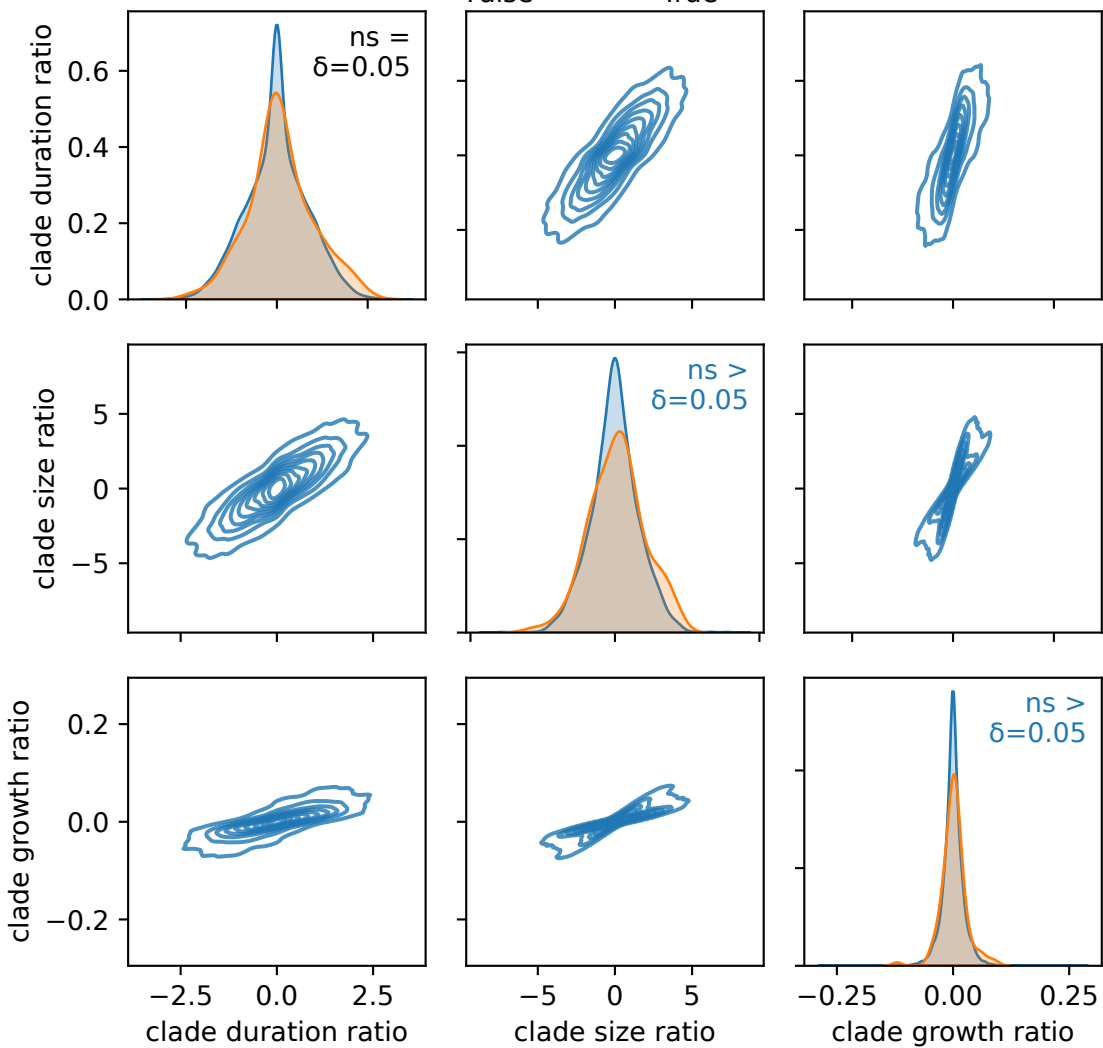 clade duration ratio
0.6
0.4
0.2
0.0
ns =
δ=0.05
clade size ratio
5
0
−5
ns >
δ=0.05
clade growth ratio
0.2
0.0
−0.2
ns >
δ=0.05
−2.5
0.0
2.5
−5
0
5
−0.25
0.00
0.25
clade duration ratio
clade size ratio
clade growth ratio